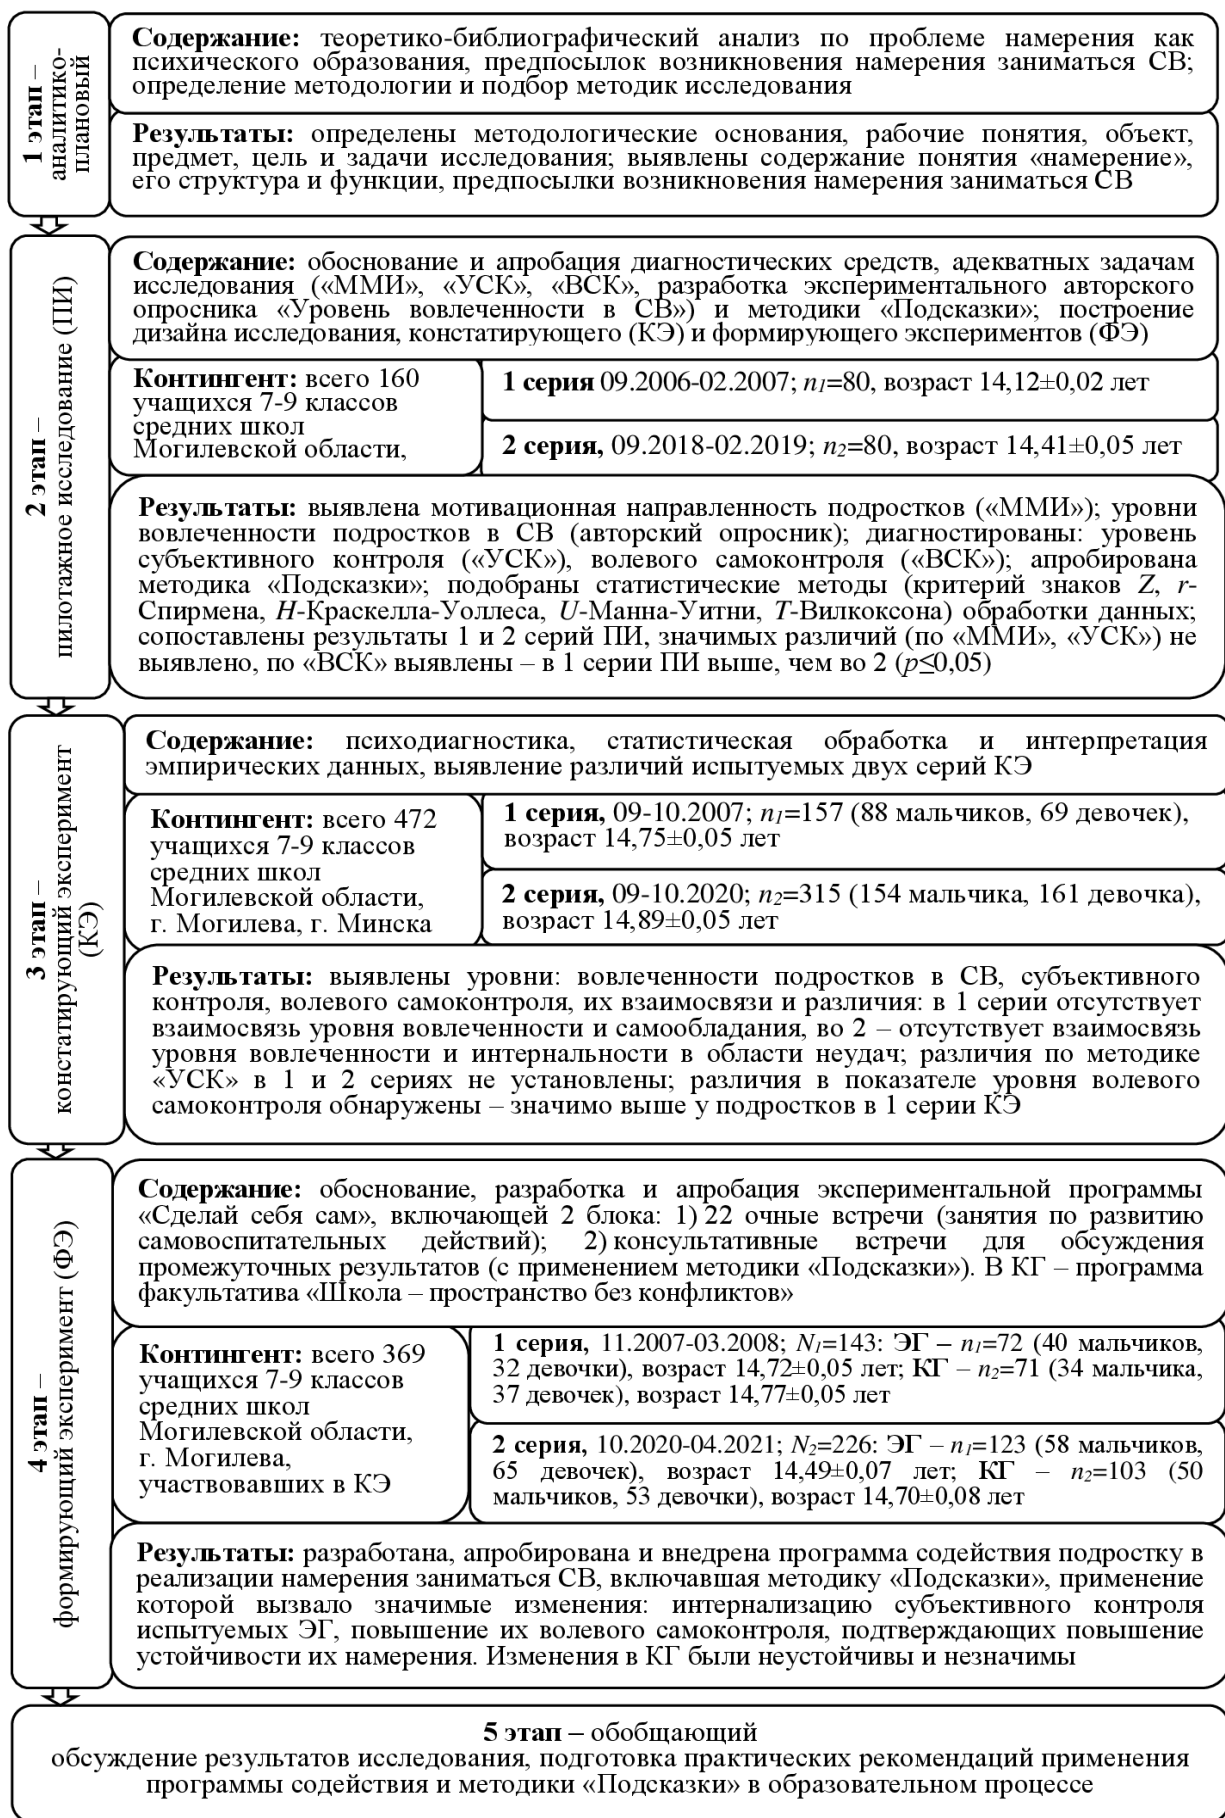 1 этап –
аналитико-
плановый
Содержание: теоретико-библиографический анализ по проблеме намерения как
психического образования, предпосылок возникновения намерения заниматься СВ;
определение методологии и подбор методик исследования
Результаты: определены методологические основания, рабочие понятия, объект,
предмет, цель и задачи исследования; выявлены содержание понятия «намерение»,
его структура и функции, предпосылки возникновения намерения заниматься СВ
2 этап –
пилотажное исследование (ПИ)
Содержание: обоснование и апробация диагностических средств, адекватных задачам
исследования («ММИ», «УСК», «ВСК», разработка экспериментального авторского
опросника «Уровень вовлеченности в СВ») и методики «Подсказки»; построение
дизайна исследования, констатирующего (КЭ) и формирующего экспериментов (ФЭ)
Контингент: всего 160
учащихся 7-9 классов
средних школ
Могилевской области,
1 серия 09.2006-02.2007; n1=80, возраст 14,12±0,02 лет
2 серия, 09.2018-02.2019; n2=80, возраст 14,41±0,05 лет
Результаты: выявлена мотивационная направленность подростков («ММИ»); уровни
вовлеченности подростков в СВ (авторский опросник); диагностированы: уровень
субъективного контроля («УСК»), волевого самоконтроля («ВСК»); апробирована
методика «Подсказки»; подобраны статистические методы (критерий знаков Z, r-
Спирмена, H-Краскелла-Уоллеса, U-Манна-Уитни, T-Вилкоксона) обработки данных;
сопоставлены результаты 1 и 2 серий ПИ, значимых различий (по «ММИ», «УСК») не
выявлено, по «ВСК» выявлены – в 1 серии ПИ выше, чем во 2 (p≤0,05)
3 этап –
констатирующий эксперимент
(КЭ)
Содержание: психодиагностика, статистическая обработка и интерпретация
эмпирических данных, выявление различий испытуемых двух серий КЭ
Контингент: всего 472
учащихся 7-9 классов
средних школ
Могилевской области,
г. Могилева, г. Минска
1 серия, 09-10.2007; n1=157 (88 мальчиков, 69 девочек),
возраст 14,75±0,05 лет
2 серия, 09-10.2020; n2=315 (154 мальчика, 161 девочка),
возраст 14,89±0,05 лет
Результаты: выявлены уровни: вовлеченности подростков в СВ, субъективного
контроля, волевого самоконтроля, их взаимосвязи и различия: в 1 серии отсутствует
взаимосвязь уровня вовлеченности и самообладания, во 2 – отсутствует взаимосвязь
уровня вовлеченности и интернальности в области неудач; различия по методике
«УСК» в 1 и 2 сериях не установлены; различия в показателе уровня волевого
самоконтроля обнаружены – значимо выше у подростков в 1 серии КЭ
4 этап –
формирующий эксперимент (ФЭ)
Содержание: обоснование, разработка и апробация экспериментальной программы
«Сделай себя сам», включающей 2 блока: 1) 22 очные встречи (занятия по развитию
самовоспитательных действий); 2) консультативные встречи для обсуждения
промежуточных результатов (с применением методики «Подсказки»). В КГ – программа
факультатива «Школа – пространство без конфликтов»
Контингент: всего 369
учащихся 7-9 классов
средних школ
Могилевской области,
г. Могилева,
участвовавших в КЭ
1 серия, 11.2007-03.2008; N1=143: ЭГ – n1=72 (40 мальчиков,
32 девочки), возраст 14,72±0,05 лет; КГ – n2=71 (34 мальчика,
37 девочек), возраст 14,77±0,05 лет
2 серия, 10.2020-04.2021; N2=226: ЭГ – n1=123 (58 мальчиков,
65 девочек), возраст 14,49±0,07 лет; КГ – n2=103 (50
мальчиков, 53 девочки), возраст 14,70±0,08 лет
Результаты: разработана, апробирована и внедрена программа содействия подростку в
реализации намерения заниматься СВ, включавшая методику «Подсказки», применение
которой вызвало значимые изменения: интернализацию субъективного контроля
испытуемых ЭГ, повышение их волевого самоконтроля, подтверждающих повышение
устойчивости их намерения. Изменения в КГ были неустойчивы и незначимы
5 этап – обобщающий
обсуждение результатов исследования, подготовка практических рекомендаций применения
программы содействия и методики «Подсказки» в образовательном процессе